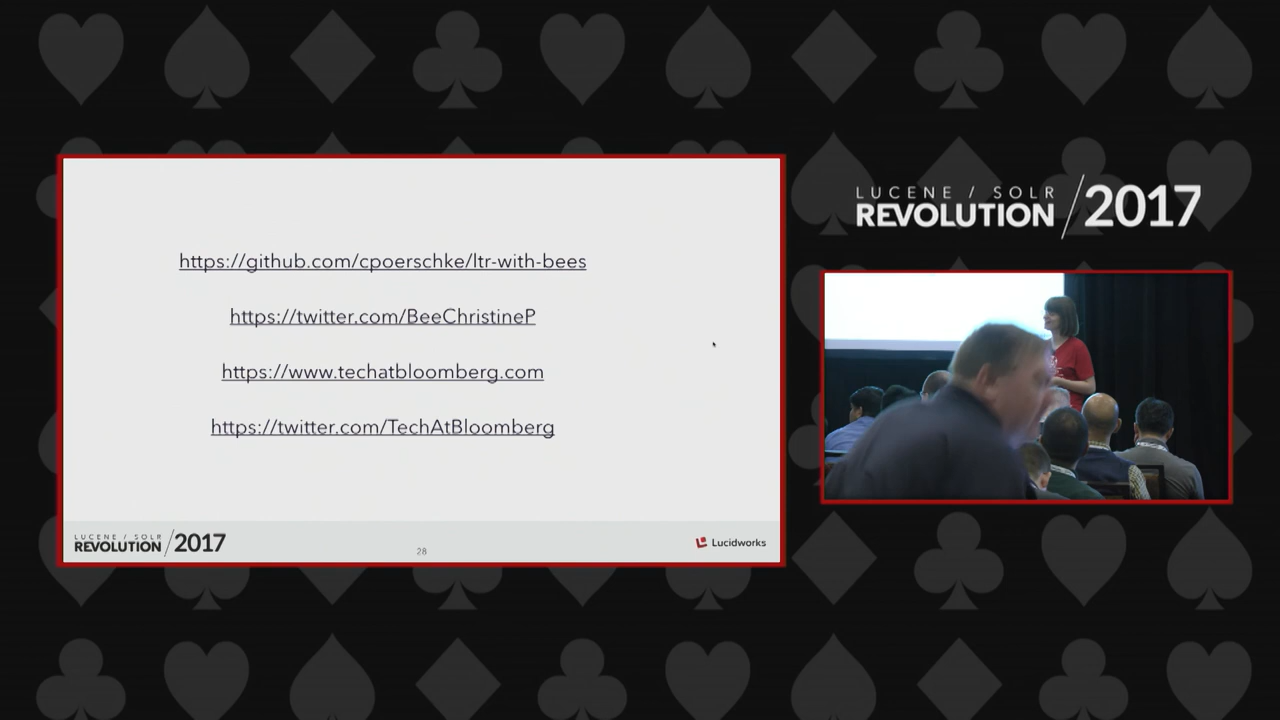 https://github.com/cpoerschke/ltr-with-bees
https://twitter.com/BeeChristineP
https://www.techatbloomberg.com
https://twitter.com/TechAtBloomberg
LUCENE / SOLR
REVOLUTION / 2017
28
Lucidworks
LUCENE / SOLR
REVOLUTION / 2017